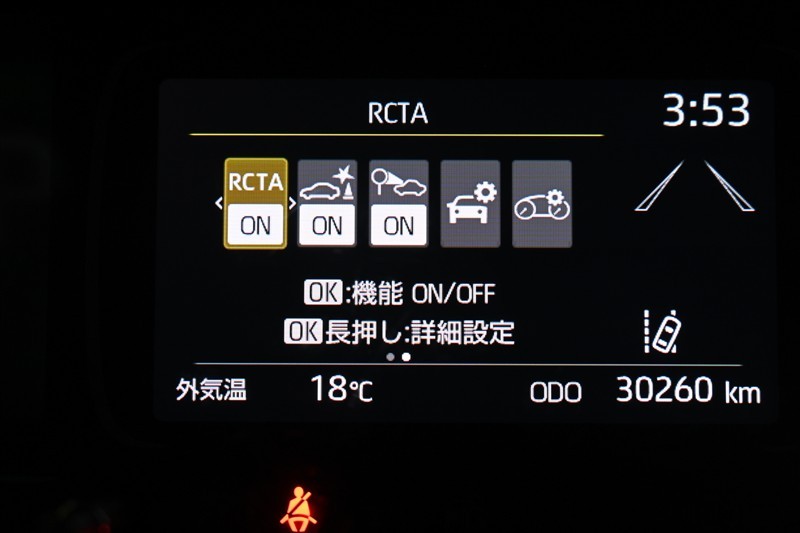 RCTA
3:53
RCTA
ON ON ON
OK:機能 ON/OFF
OK長押し:詳細設定
外気温 18℃ ODO 30260 km